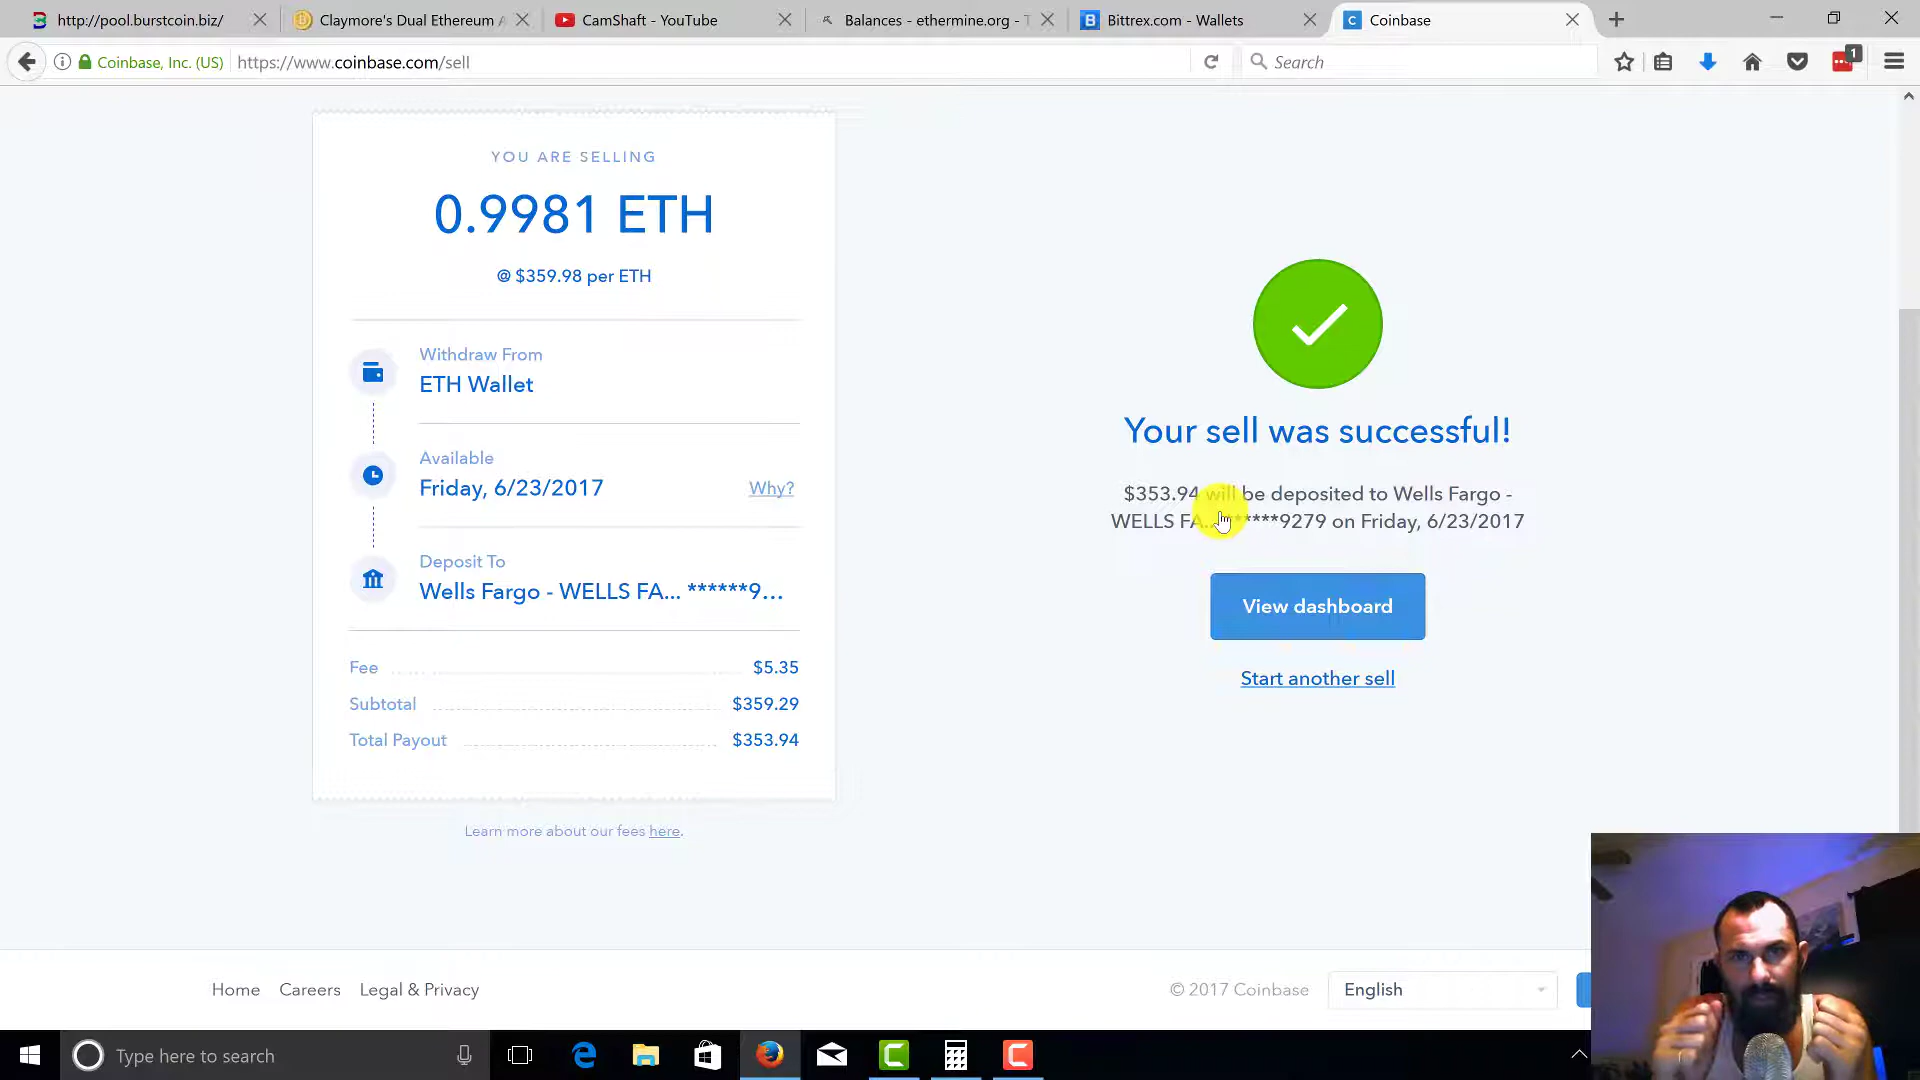 http://pool.burstcoin.biz/
Claymore's Dual Ethereum A
CamShaft - YouTube
Balances - ethermine.org - T
Bittrex.com - Wallets
Coinbase
Coinbase, Inc. (US)
https://www.coinbase.com/sell
Search
1
YOU ARE SELLING
0.9981 ETH
@ $359.98 per ETH
Withdraw From
ETH Wallet
Available
Friday, 6/23/2017
Why?
Deposit To
Wells Fargo - WELLS FA... ******9...
Fee $5.35
Subtotal $359.29
Total Payout $353.94
Learn more about our fees here.
Your sell was successful!
$353.94 will be deposited to Wells Fargo -
WELLS FA... ******9279 on Friday, 6/23/2017
View dashboard
Start another sell
Home Careers Legal & Privacy
© 2017 Coinbase
English
Type here to search